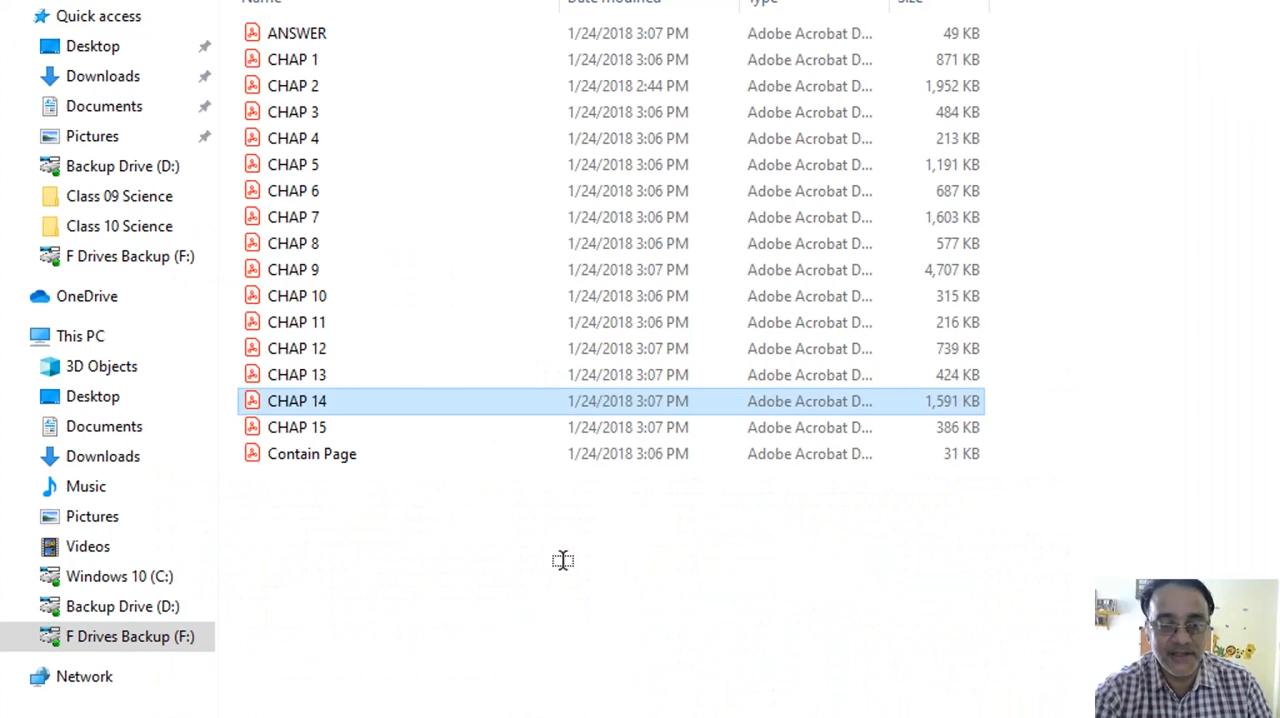 Name Date modified Type Size
Quick access
Desktop
Downloads
Documents
Pictures
Backup Drive (D:)
Class 09 Science
Class 10 Science
F Drives Backup (F:)
OneDrive
This PC
3D Objects
Desktop
Documents
Downloads
Music
Pictures
Videos
Windows 10 (C:)
Backup Drive (D:)
F Drives Backup (F:)
Network
ANSWER 1/24/2018 3:07 PM Adobe Acrobat D... 49 KB
CHAP 1 1/24/2018 3:06 PM Adobe Acrobat D... 871 KB
CHAP 2 1/24/2018 2:44 PM Adobe Acrobat D... 1,952 KB
CHAP 3 1/24/2018 3:06 PM Adobe Acrobat D... 484 KB
CHAP 4 1/24/2018 3:06 PM Adobe Acrobat D... 213 KB
CHAP 5 1/24/2018 3:06 PM Adobe Acrobat D... 1,191 KB
CHAP 6 1/24/2018 3:06 PM Adobe Acrobat D... 687 KB
CHAP 7 1/24/2018 3:06 PM Adobe Acrobat D... 1,603 KB
CHAP 8 1/24/2018 3:06 PM Adobe Acrobat D... 577 KB
CHAP 9 1/24/2018 3:07 PM Adobe Acrobat D... 4,707 KB
CHAP 10 1/24/2018 3:06 PM Adobe Acrobat D... 315 KB
CHAP 11 1/24/2018 3:06 PM Adobe Acrobat D... 216 KB
CHAP 12 1/24/2018 3:07 PM Adobe Acrobat D... 739 KB
CHAP 13 1/24/2018 3:07 PM Adobe Acrobat D... 424 KB
CHAP 14 1/24/2018 3:07 PM Adobe Acrobat D... 1,591 KB
CHAP 15 1/24/2018 3:07 PM Adobe Acrobat D... 386 KB
Contain Page 1/24/2018 3:06 PM Adobe Acrobat D... 31 KB